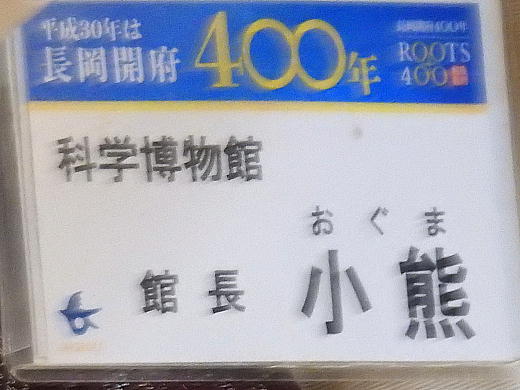 平成30年は
長岡開府 400年
長岡開府400年
ROOTS
400
科学博物館
おぐま
館長 小熊